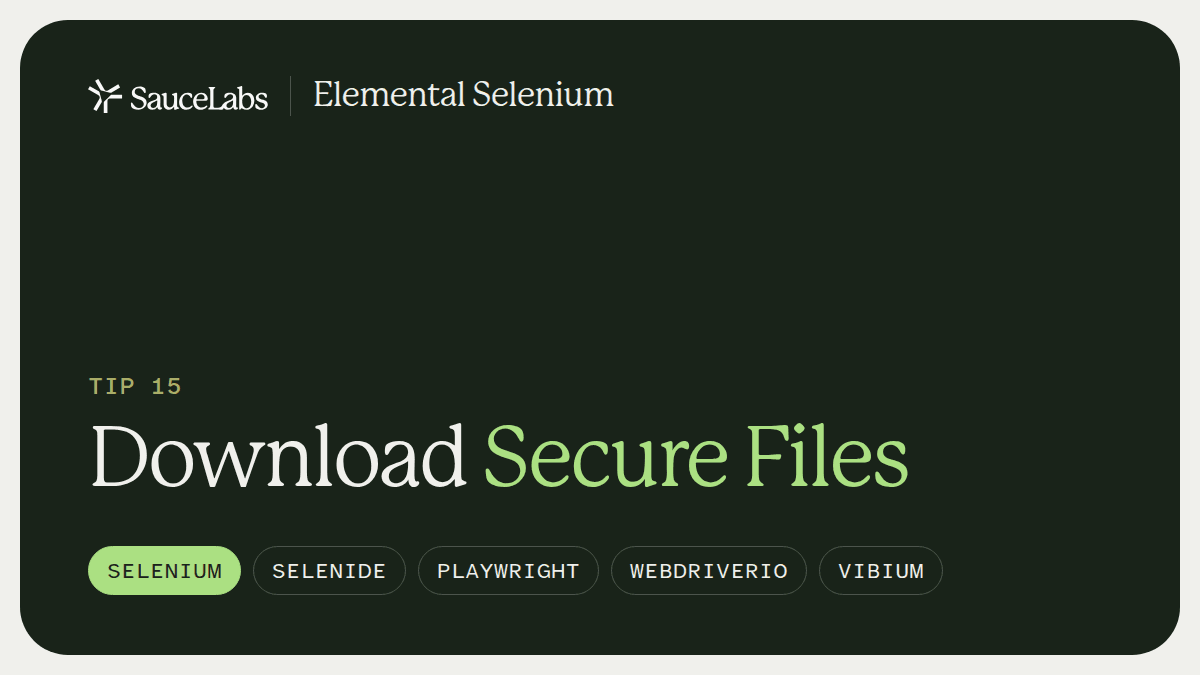 SauceLabs
Elemental Selenium
TIP 15
Download Secure Files
SELENIUM SELENIDE PLAYWRIGHT WEBDRIVERIO VIBIUM